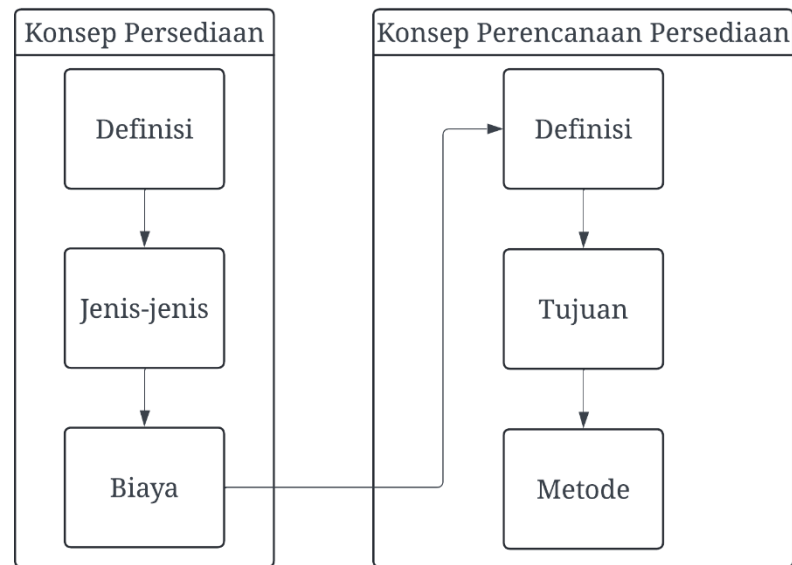 Konsep Persediaan
Definisi
Jenis-jenis
Biaya
Konsep Perencanaan Persediaan
Definisi
Tujuan
Metode